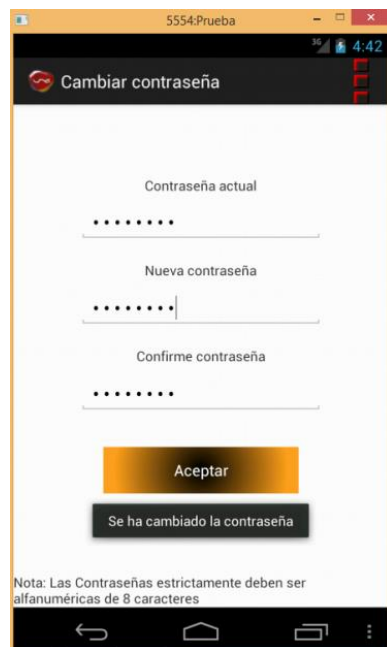 5554:Prueba
3G 4:42
Cambiar contraseña
Contraseña actual
Nueva contraseña
Confirme contraseña
Aceptar
Se ha cambiado la contraseña
Nota: Las Contraseñas estrictamente deben ser
alfanuméricas de 8 caracteres